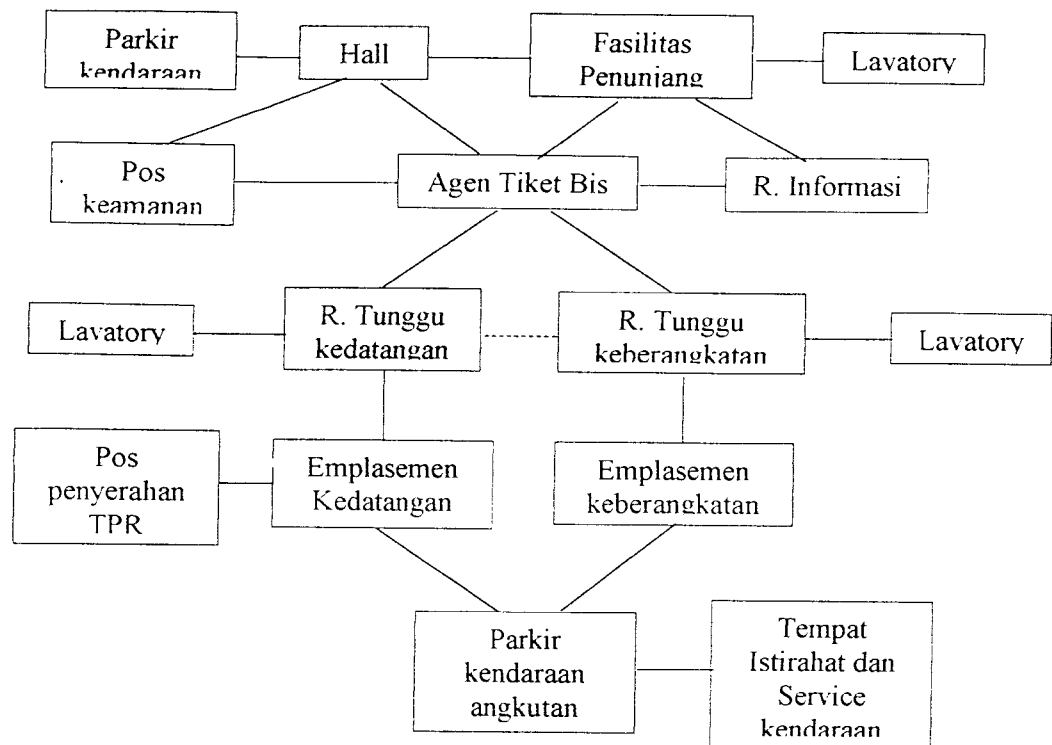 Parkir
kendaraan
Hall
Fasilitas
Penunjang
Lavatory
Pos
keamanan
Agen Tiket Bis
R. Informasi
Lavatory
R. Tunggu
kedatangan
R. Tunggu
keberangkatan
Lavatory
Pos
penyerahan
TPR
Emplasemen
Kedatangan
Emplasemen
keberangkatan
Parkir
kendaraan
angkutan
Tempat
Istirahat dan
Service
kendaraan